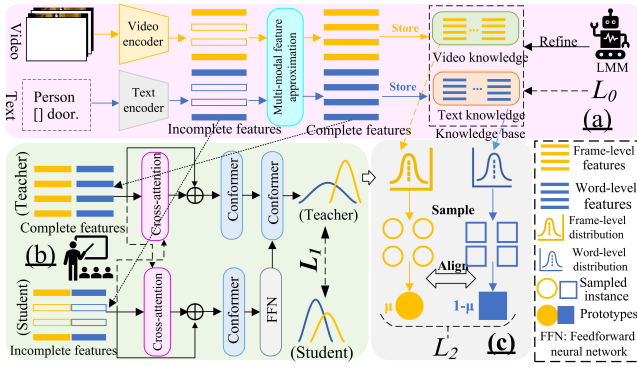 Video
Video
encoder
Text
Person
[] door.
Text
encoder
Incomplete features
Multi-modal feature
approximation
Complete features
Store
Store
Video knowledge
Text knowledge
Knowledge base
Refine
LMM
L0
(a)
(Teacher)
Complete features
(b)
(Student)
Incomplete features
Cross-attention
Conformer
Conformer
(Teacher)
L1
Cross-attention
Conformer
FFN
(Student)
Sample
Align
μ
1-μ
L2
(c)
Frame-level
features
Word-level
features
Frame-level
distribution
Word-level
distribution
Sampled
instance
Prototypes
FFN: Feedforward
neural network